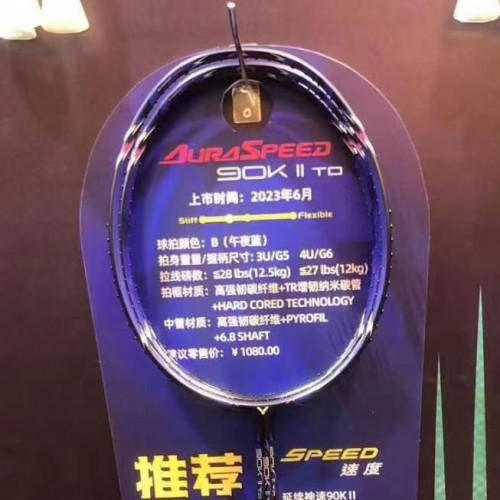 AURASPEED
90K II TD
上市时间：2023年6月
Stiff Flexible
球拍颜色：B（午夜蓝）
拍身重量/握柄尺寸：3U/G5 4U/G6
拉线磅数：≦28 lbs(12.5kg) ≦27 lbs(12kg)
拍框材质：高强韧碳纤维+TR增韧纳米碳管
+HARD CORED TECHNOLOGY
中管材质：高强韧碳纤维+PYROFIL
+6.8 SHAFT
建议零售价：￥1080.00
推荐
SPEED
速度
延续神速90K II
90K II TD